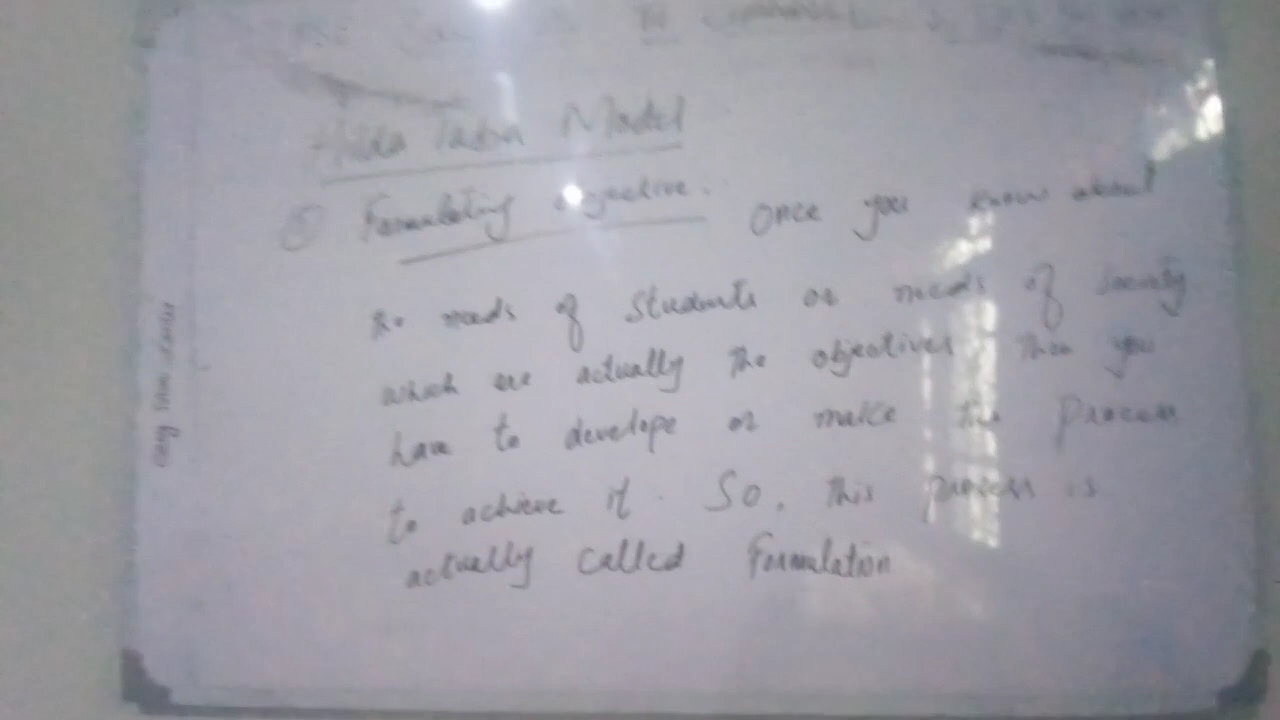 Hilda Taba Model
Formulating objective. Once you know about
the needs of students or needs of society
which are actually the objectives then you
have to develope or make the process
to achieve it. So, this process is
actually called Formulation